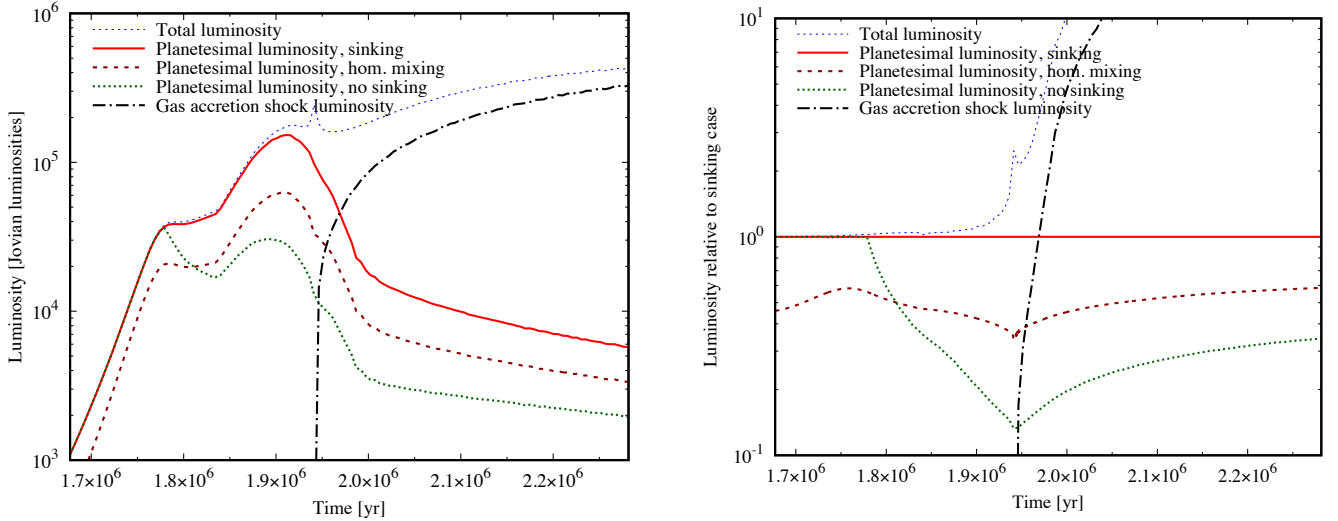 Luminosity [Jovian luminosities]
10^6
10^5
10^4
10^3
Total luminosity
Planetesimal luminosity, sinking
Planetesimal luminosity, hom. mixing
Planetesimal luminosity, no sinking
Gas accretion shock luminosity
1.7×10^6 1.8×10^6 1.9×10^6 2.0×10^6 2.1×10^6 2.2×10^6
Time [yr]
Luminosity relative to sinking case
10^1
10^0
10^-1
Total luminosity
Planetesimal luminosity, sinking
Planetesimal luminosity, hom. mixing
Planetesimal luminosity, no sinking
Gas accretion shock luminosity
1.7×10^6 1.8×10^6 1.9×10^6 2.0×10^6 2.1×10^6 2.2×10^6
Time [yr]